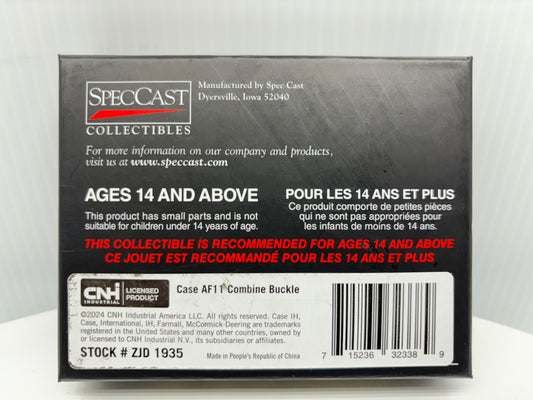 SPECCAST
COLLECTIBLES
Manufactured by Spec Cast
Dyersville, Iowa 52040
For more information on our company and products,
visit us at www.speccast.com
AGES 14 AND ABOVE
This product has small parts and is not
suitable for children under 14 years of age.
POUR LES 14 ANS ET PLUS
Ce produit comporte de petites pièces
qui ne sont pas appropriées pour
les infants de moins de 14 ans.
THIS COLLECTIBLE IS RECOMMENDED FOR AGES 14 AND ABOVE
CE JOUET EST RECOMMANDÉ POUR LES 14 ANS ET PLUS
CNH
INDUSTRIAL
LICENSED
PRODUCT
Case AF11 Combine Buckle
©2024 CNH Industrial America LLC. All rights reserved. Case IH,
Case, International, IH, Farmall, McCormick-Deering are trademarks
registered in the United States and many other countries, owned by
or licensed to CNH Industrial N.V., its subsidiaries or affiliates.
STOCK # ZJD 1935
Made in People's Republic of China
7 15236 32338 9